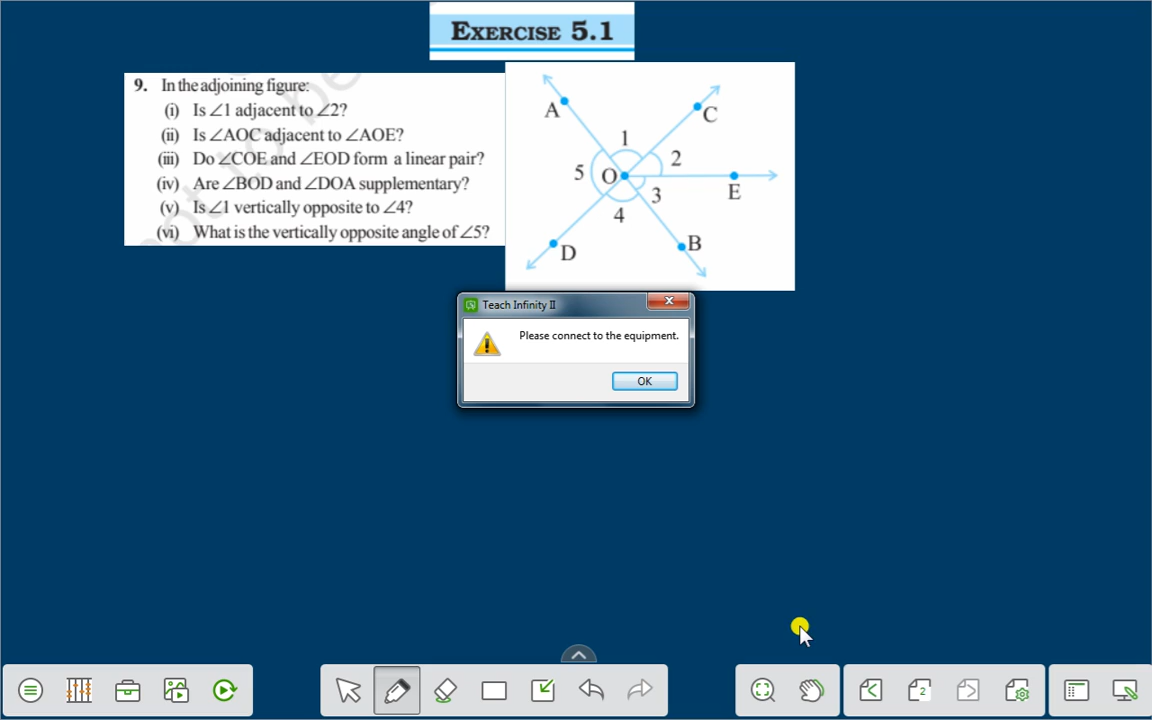 EXERCISE 5.1
9. In the adjoining figure:
(i) Is ∠1 adjacent to ∠2?
(ii) Is ∠AOC adjacent to ∠AOE?
(iii) Do ∠COE and ∠EOD form a linear pair?
(iv) Are ∠BOD and ∠DOA supplementary?
(v) Is ∠1 vertically opposite to ∠4?
(vi) What is the vertically opposite angle of ∠5?
A
C
1
2
5
O
3
E
4
B
D
Teach Infinity II
Please connect to the equipment.
OK
2